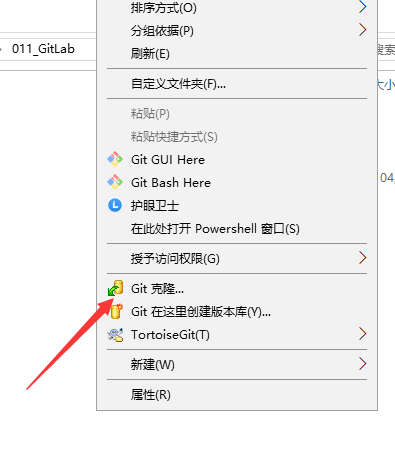 排序方式(O)
分组依据(P)
011_GitLab
搜索
刷新(E)
自定义文件夹(F)...
大小
粘贴(P)
粘贴快捷方式(S)
Git GUI Here
04,
Git Bash Here
护眼卫士
在此处打开 Powershell 窗口(S)
授予访问权限(G)
Git 克隆...
Git 在这里创建版本库(Y)...
TortoiseGit(T)
新建(W)
属性(R)